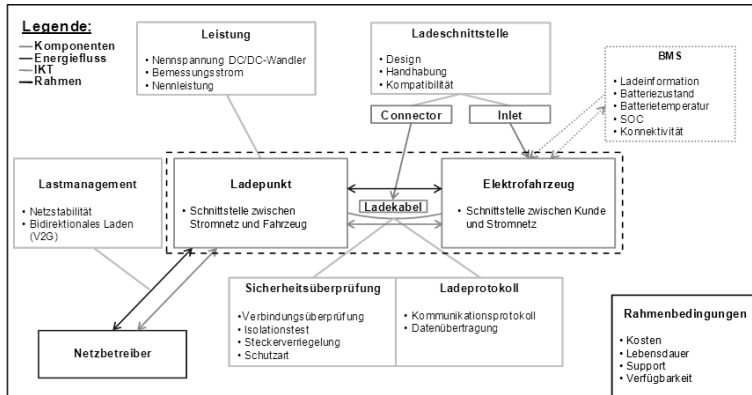 Legende:
Komponenten
Energiefluss
IKT
Rahmen
Leistung
• Nennspannung DC/DC-Wandler
• Bemessungsstrom
• Nennleistung
Ladeschnittstelle
• Design
• Handhabung
• Kompatibilität
Connector
Inlet
BMS
• Ladeinformation
• Batteriezustand
• Batterietemperatur
• SOC
• Konnektivität
Lastmanagement
• Netzstabilität
• Bidirektionales Laden
(V2G)
Ladepunkt
• Schnittstelle zwischen
Stromnetz und Fahrzeug
Ladekabel
Elektrofahrzeug
• Schnittstelle zwischen Kunde
und Stromnetz
Sicherheitsüberprüfung
•Verbindungsüberprüfung
• Isolationstest
• Steckerverriegelung
• Schutzart
Ladeprotokoll
• Kommunikationsprotokoll
• Datenübertragung
Netzbetreiber
Rahmenbedingungen
• Kosten
• Lebensdauer
• Support
• Verfügbarkeit